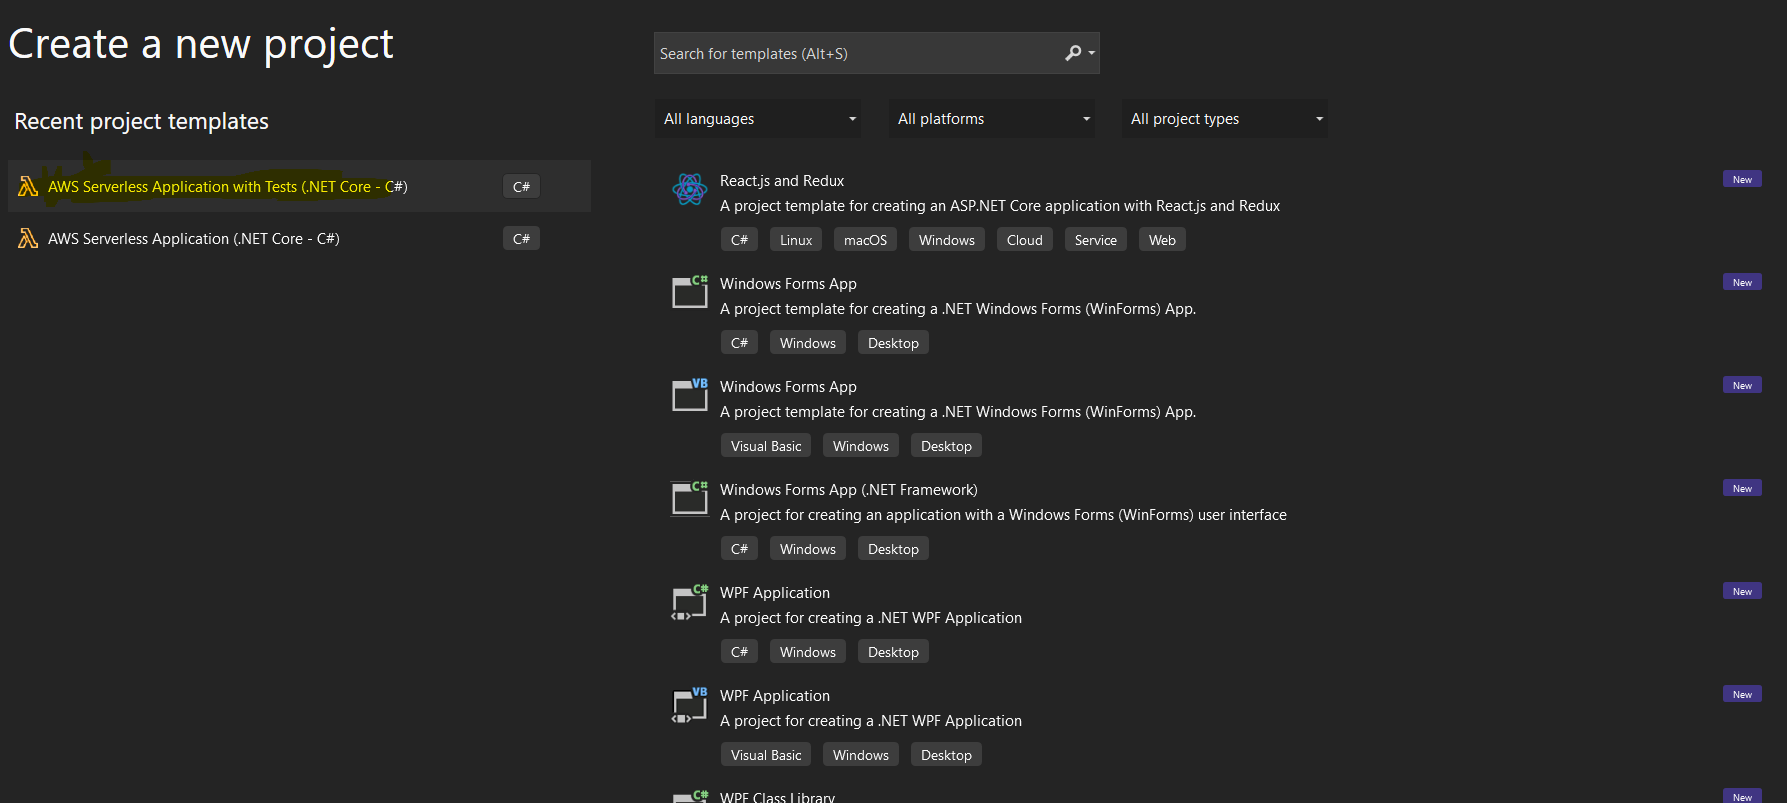 Create a new project
Search for templates (Alt+S)
Recent project templates
All languages
All platforms
All project types
AWS Serverless Application with Tests (.NET Core - C#)
C#
AWS Serverless Application (.NET Core - C#)
C#
React.js and Redux
New
A project template for creating an ASP.NET Core application with React.js and Redux
C# Linux macOS Windows Cloud Service Web
C#
Windows Forms App
New
A project template for creating a .NET Windows Forms (WinForms) App.
C# Windows Desktop
VB
Windows Forms App
New
A project template for creating a .NET Windows Forms (WinForms) App.
Visual Basic Windows Desktop
C#
Windows Forms App (.NET Framework)
New
A project for creating an application with a Windows Forms (WinForms) user interface
C# Windows Desktop
C#
WPF Application
New
A project for creating a .NET WPF Application
C# Windows Desktop
VB
WPF Application
New
A project for creating a .NET WPF Application
Visual Basic Windows Desktop
C#
WPF Class Library
New